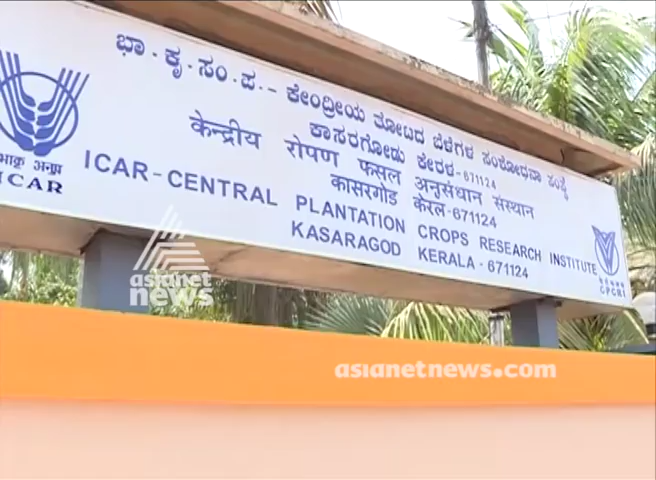 ಭಾ.ಕೃ.ಸಂ.ಪ.- ಕೇಂದ್ರೀಯ ತೋಟದ ಬೆಳೆಗಳ ಸಂಶೋಧನಾ ಸಂಸ್ಥೆ
ಕಾಸರಗೋಡು ಕೇರಳ-671124
केन्द्रीय रोपण फसल अनुसंधान संस्थान
कासरगोड केरल-671124
भाकृ अनुप
ICAR
ICAR-CENTRAL PLANTATION CROPS RESEARCH INSTITUTE
KASARAGOD KERALA-671124
CPCRI
asianet
news
asianetnews.com